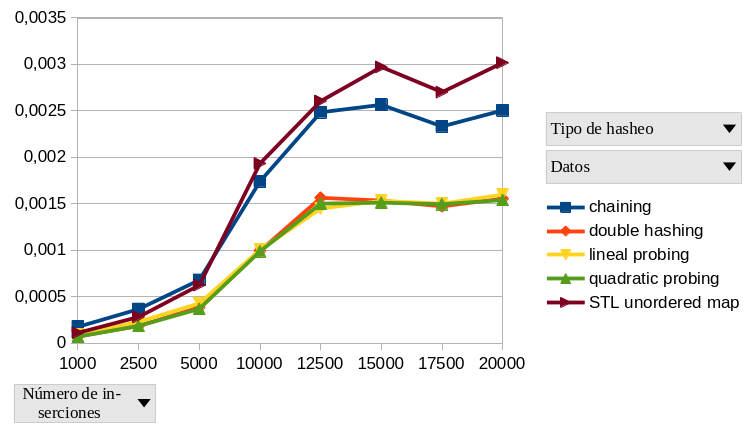 0,0035
0,003
0,0025
0,002
0,0015
0,001
0,0005
0
1000 2500 5000 10000 12500 15000 17500 20000
Número de in-
serciones
Tipo de hasheo
Datos
chaining
double hashing
lineal probing
quadratic probing
STL unordered map